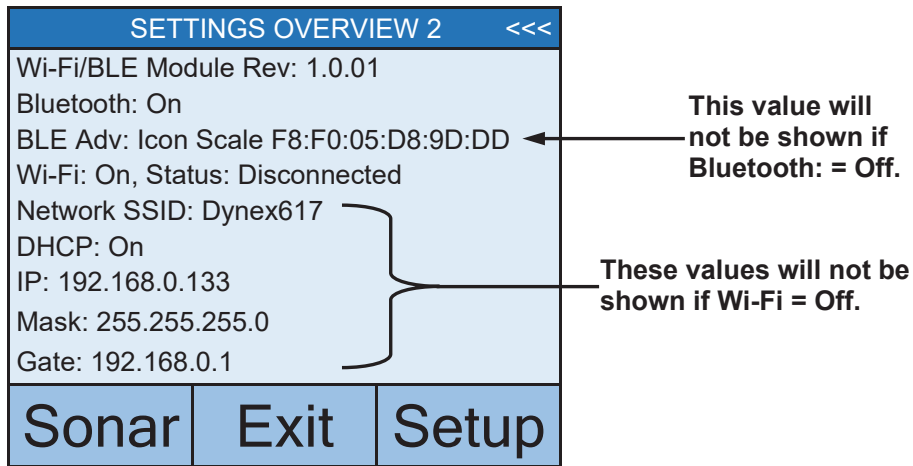 SETTINGS OVERVIEW 2 <<<
Wi-Fi/BLE Module Rev: 1.0.01
Bluetooth: On
BLE Adv: Icon Scale F8:F0:05:D8:9D:DD
Wi-Fi: On, Status: Disconnected
Network SSID: Dynex617
DHCP: On
IP: 192.168.0.133
Mask: 255.255.255.0
Gate: 192.168.0.1
Sonar Exit Setup
This value will
not be shown if
Bluetooth: = Off.
These values will not be
shown if Wi-Fi = Off.